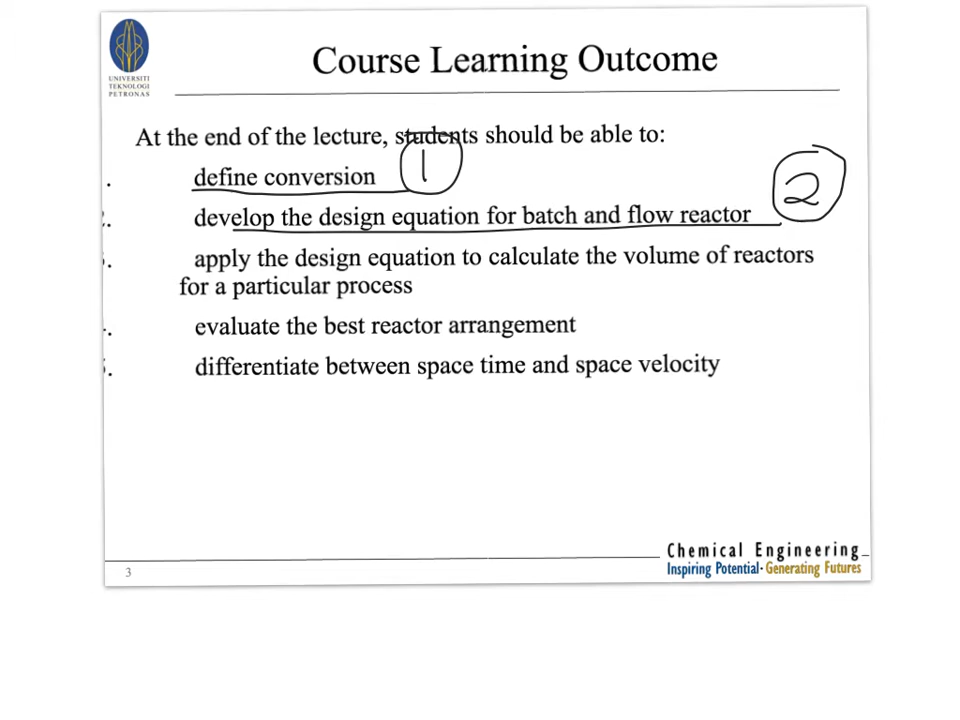 UNIVERSITI
TEKNOLOGI
PETRONAS
Course Learning Outcome
At the end of the lecture, students should be able to:
1
. define conversion
2
2. develop the design equation for batch and flow reactor
. apply the design equation to calculate the volume of reactors
for a particular process
. evaluate the best reactor arrangement
. differentiate between space time and space velocity
Chemical Engineering
Inspiring Potential · Generating Futures
3